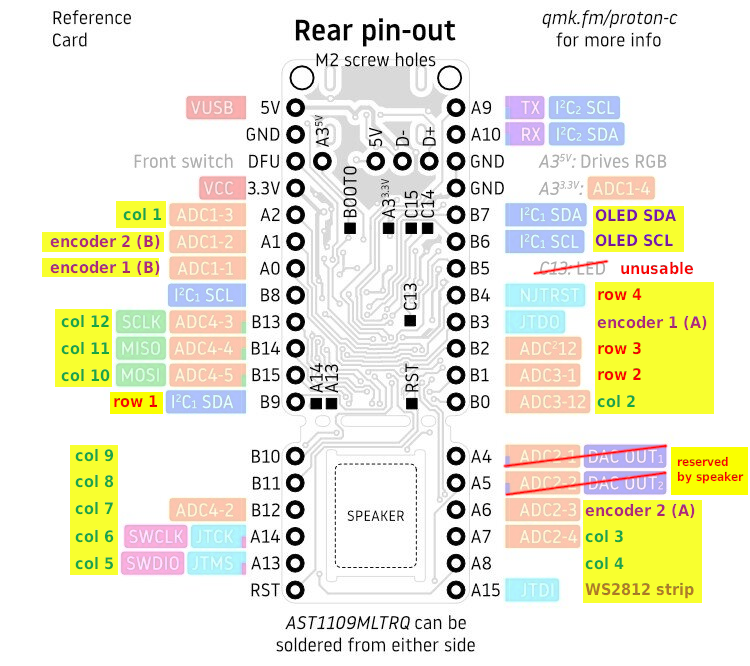 Reference
Card
Rear pin-out
M2 screw holes
qmk.fm/proton-c
for more info
VUSB 5V A9 TX I²C₂ SCL
GND A3⁵ⱽ 5V D- D+ A10 RX I²C₂ SDA
Front switch DFU GND A3⁵ⱽ: Drives RGB
VCC 3.3V GND A3³·³ⱽ: ADC1-4
BOOT0 A3³·³ⱽ C15 C14
col 1 ADC1-3 A2 B7 I²C₁ SDA OLED SDA
encoder 2 (B) ADC1-2 A1 B6 I²C₁ SCL OLED SCL
encoder 1 (B) ADC1-1 A0 B5 C13: LED unusable
I²C₁ SCL B8 C13 B4 NJTRST row 4
col 12 SCLK ADC4-3 B13 B3 JTDO encoder 1 (A)
col 11 MISO ADC4-4 B14 B2 ADC²12 row 3
col 10 MOSI ADC4-5 B15 A14 A13 RST B1 ADC3-1 row 2
row 1 I²C₁ SDA B9 B0 ADC3-12 col 2
col 9 B10 A4 ADC2-1 DAC OUT₁ reserved
by speaker
col 8 B11 A5 ADC2-2 DAC OUT₂
col 7 ADC4-2 B12 SPEAKER A6 ADC2-3 encoder 2 (A)
col 6 SWCLK JTCK A14 A7 ADC2-4 col 3
col 5 SWDIO JTMS A13 A8 col 4
RST A15 JTDI WS2812 strip
AST1109MLTRQ can be
soldered from either side